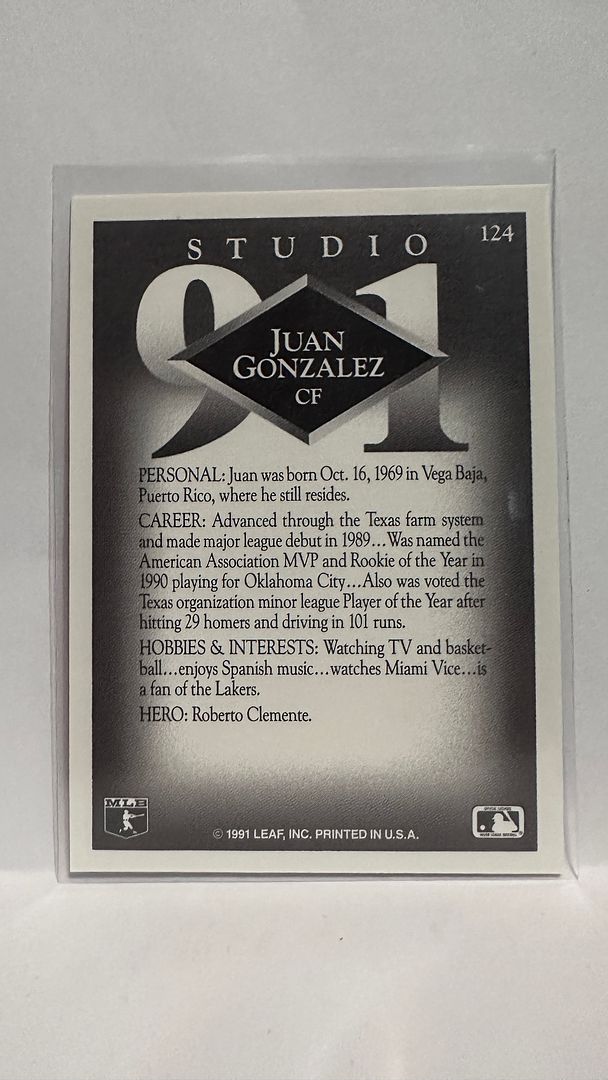 124
STUDIO
91
JUAN
GONZALEZ
CF
PERSONAL: Juan was born Oct. 16, 1969 in Vega Baja,
Puerto Rico, where he still resides.
CAREER: Advanced through the Texas farm system
and made major league debut in 1989...Was named the
American Association MVP and Rookie of the Year in
1990 playing for Oklahoma City...Also was voted the
Texas organization minor league Player of the Year after
hitting 29 homers and driving in 101 runs.
HOBBIES & INTERESTS: Watching TV and basket-
ball...enjoys Spanish music...watches Miami Vice...is
a fan of the Lakers.
HERO: Roberto Clemente.
MLB
© 1991 LEAF, INC. PRINTED IN U.S.A.